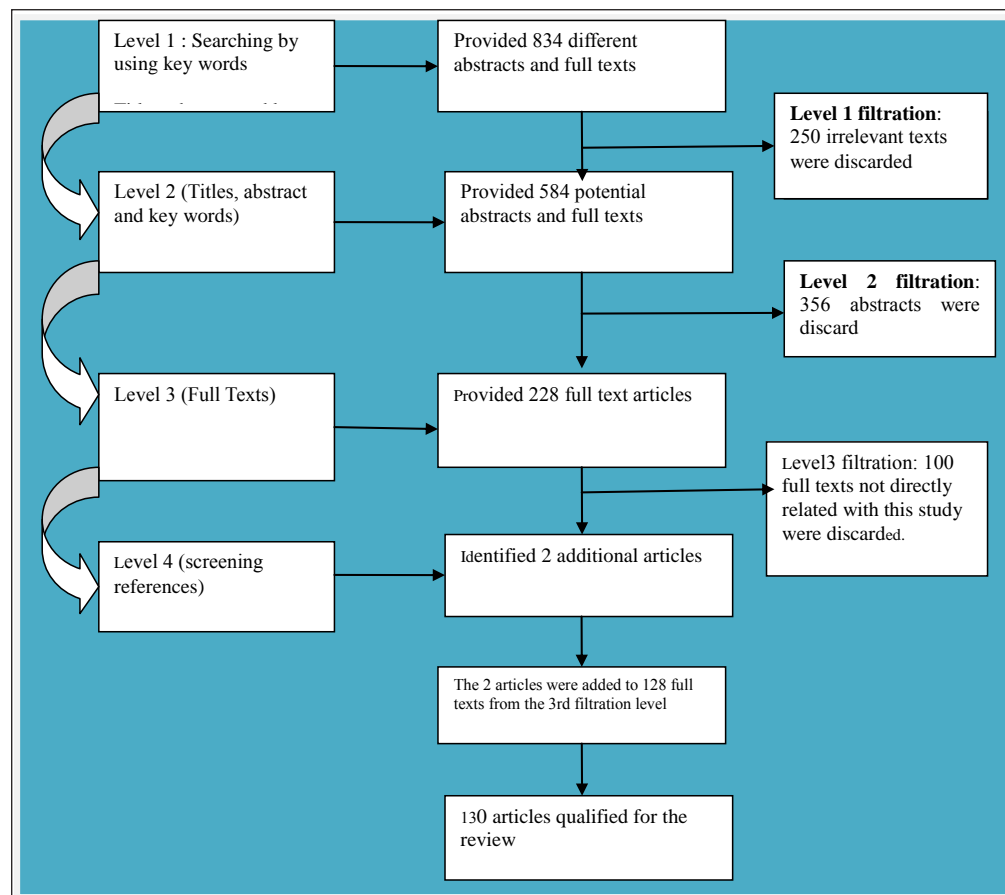 Level 1 : Searching by
using key words
Provided 834 different
abstracts and full texts
Level 1 filtration:
250 irrelevant texts
were discarded
Level 2 (Titles, abstract
and key words)
Provided 584 potential
abstracts and full texts
Level 2 filtration:
356 abstracts were
discard
Level 3 (Full Texts)
Provided 228 full text articles
Level3 filtration: 100
full texts not directly
related with this study
were discarded.
Level 4 (screening
references)
Identified 2 additional articles
The 2 articles were added to 128 full
texts from the 3rd filtration level
130 articles qualified for the
review